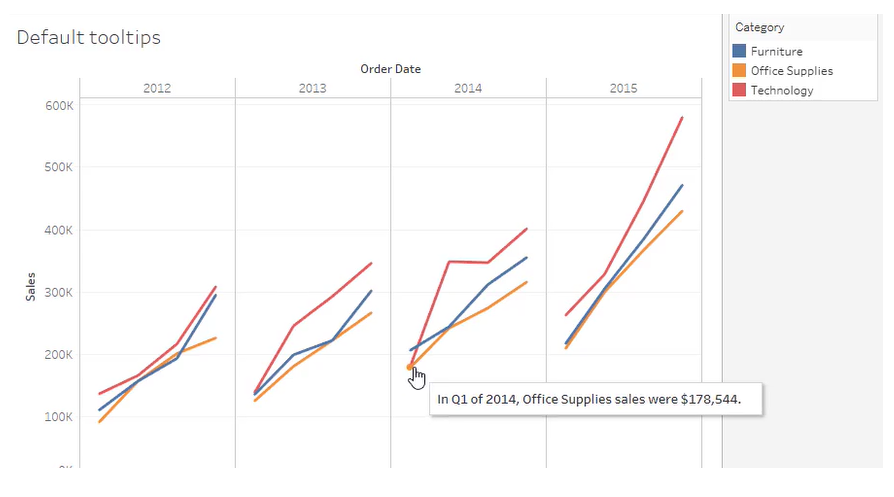 Default tooltips
Order Date
2012 2013 2014 2015
600K
500K
400K
300K
200K
100K
Sales
In Q1 of 2014, Office Supplies sales were $178,544.
Category
Furniture
Office Supplies
Technology